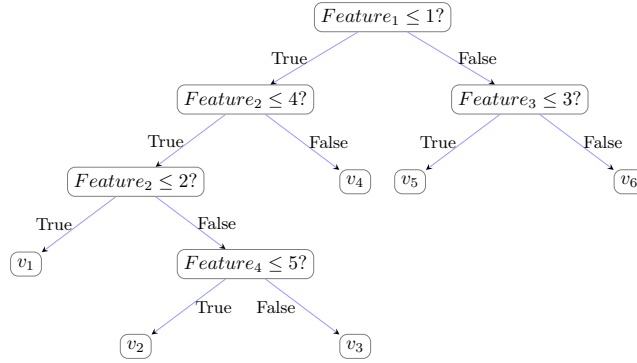 Feature₁ ≤ 1?
True False
Feature₂ ≤ 4? Feature₃ ≤ 3?
True False True False
Feature₂ ≤ 2? v₄ v₅ v₆
True False
v₁ Feature₄ ≤ 5?
True False
v₂ v₃